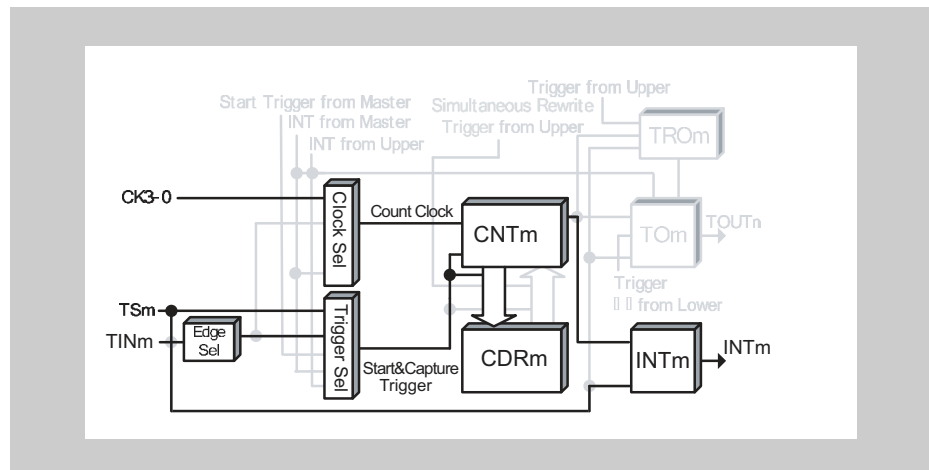 Trigger from Upper
Start Trigger from Master
Simultaneous Rewrite
INT from Master
Trigger from Upper
INT from Upper
TROm
CK3-0
Clock Sel
Count Clock
CNTm
TOm
TOUTn
Trigger
from Lower
TSm
TINm
Edge
Sel
Trigger Sel
Start&Capture
Trigger
CDRm
INTm
INTm